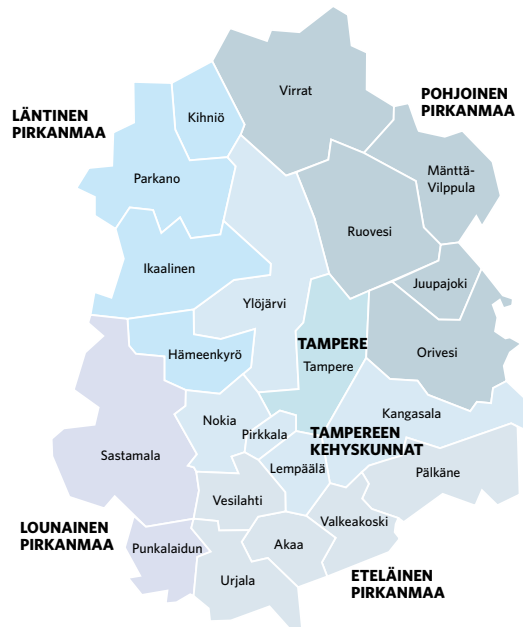 Virrat
POHJOINEN
PIRKANMAA
LÄNTINEN
PIRKANMAA
Kihniö
Mänttä-
Vilppula
Parkano
Ruovesi
Ikaalinen
Juupajoki
Ylöjärvi
TAMPERE
Tampere
Hämeenkyrö
Orivesi
Kangasala
Nokia
Pirkkala
TAMPEREEN
KEHYSKUNNAT
Sastamala
Lempäälä
Pälkäne
Vesilahti
Valkeakoski
LOUNAINEN
PIRKANMAA
Punkalaidun
Akaa
Urjala
ETELÄINEN
PIRKANMAA